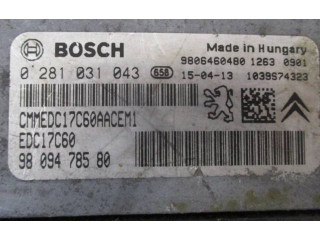 BOSCH
Made in Hungary
9806460480 1263 0901
0 281 031 043 658
15-04-13 1039S74323
CMMEDC17C60AACEM1
EDC17C60
98 094 785 80